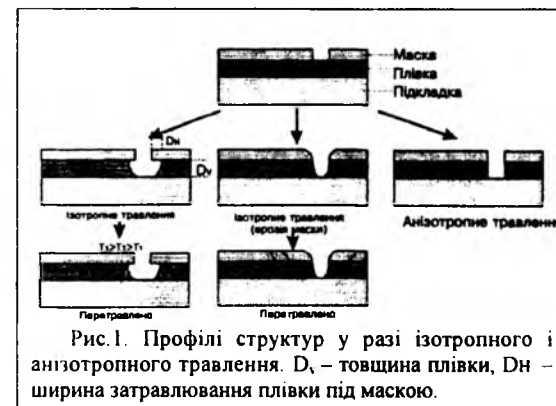 Маска
Плівка
Підкладка
Dн
Dv
Ізотропне травлення
Ізотропне травлення
(ерозія маски)
Анізотропне травлення
T₃>T₂>T₁
Перетравлено
Перетравлено
Рис.1. Профілі структур у разі ізотропного і
анізотропного травлення. Dv – товщина плівки, Dн –
ширина затравлювання плівки під маскою.